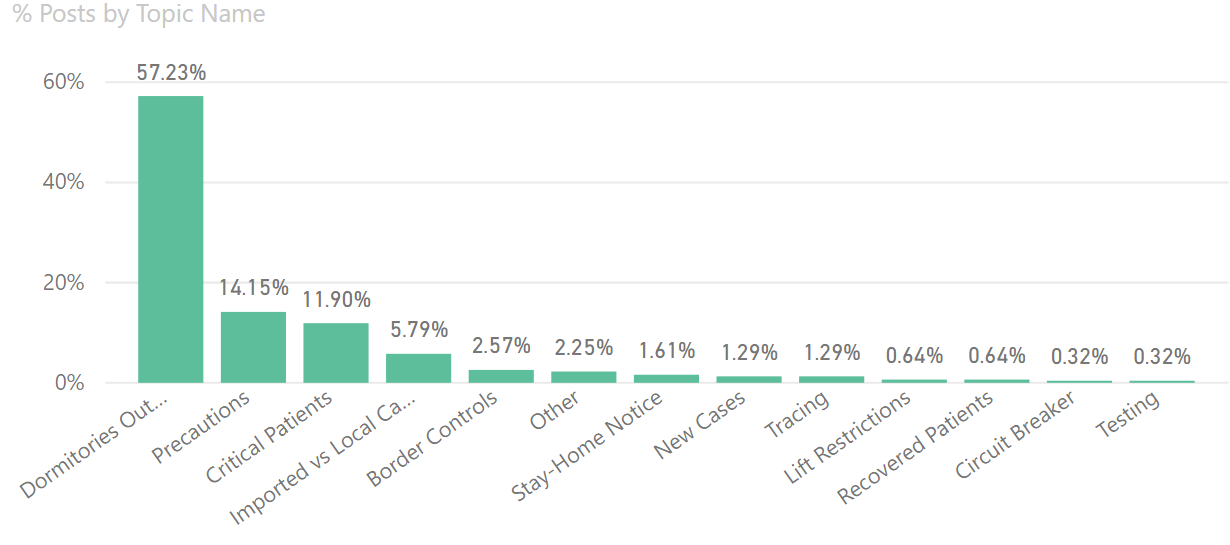 % Posts by Topic Name
60%
40%
20%
0%
57.23%
14.15%
11.90%
5.79%
2.57%
2.25%
1.61%
1.29%
1.29%
0.64%
0.64%
0.32%
0.32%
Dormitories Out...
Precautions
Critical Patients
Imported vs Local Ca...
Border Controls
Other
Stay-Home Notice
New Cases
Tracing
Lift Restrictions
Recovered Patients
Circuit Breaker
Testing